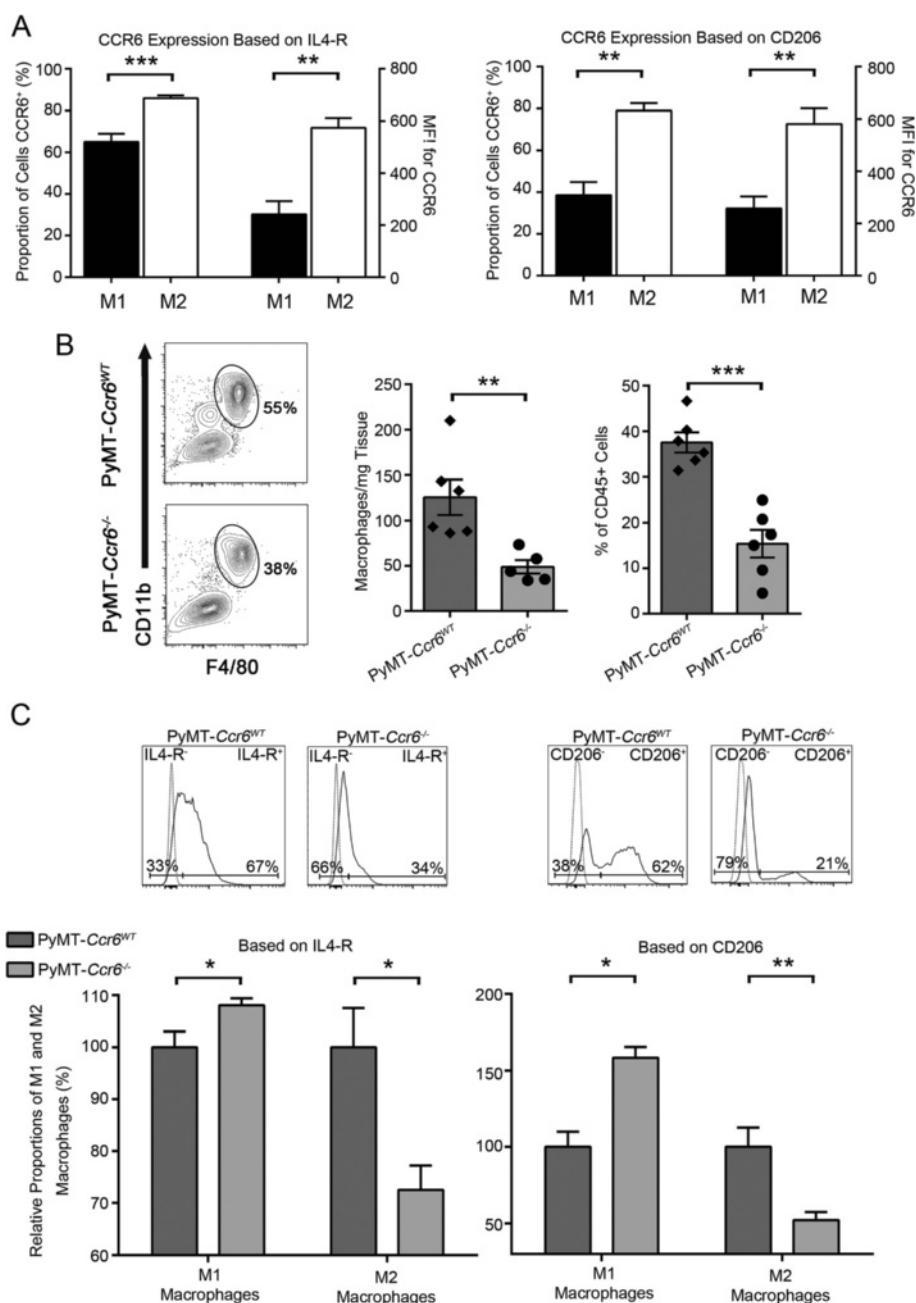 A
CCR6 Expression Based on IL4-R
CCR6 Expression Based on CD206
Proportion of Cells CCR6⁺ (%)
100
80
60
40
20
0
***
**
800
600
400
200
0
MF! for CCR6
M1
M2
M1
M2
Proportion of Cells CCR6⁺ (%)
100
80
60
40
20
0
**
**
800
600
400
200
0
MFI for CCR6
M1
M2
M1
M2
B
PyMT-Ccr6ᵂᵀ
55%
PyMT-Ccr6⁻/⁻
38%
CD11b
F4/80
Macrophages/mg Tissue
250
200
150
100
50
0
**
PyMT-Ccr6ᵂᵀ
PyMT-Ccr6⁻/⁻
% of CD45+ Cells
50
40
30
20
10
0
***
PyMT-Ccr6ᵂᵀ
PyMT-Ccr6⁻/⁻
C
PyMT-Ccr6ᵂᵀ
IL4-R⁻ IL4-R⁺
33% 67%
PyMT-Ccr6⁻/⁻
IL4-R⁻ IL4-R⁺
66% 34%
PyMT-Ccr6ᵂᵀ
CD206⁻ CD206⁺
38% 62%
PyMT-Ccr6⁻/⁻
CD206⁻ CD206⁺
79% 21%
PyMT-Ccr6ᵂᵀ
PyMT-Ccr6⁻/⁻
Based on IL4-R
Relative Proportions of M1 and M2
Macrophages (%)
110
100
90
80
70
60
*
*
M1
Macrophages
M2
Macrophages
Based on CD206
200
150
100
50
*
**
M1
Macrophages
M2
Macrophages